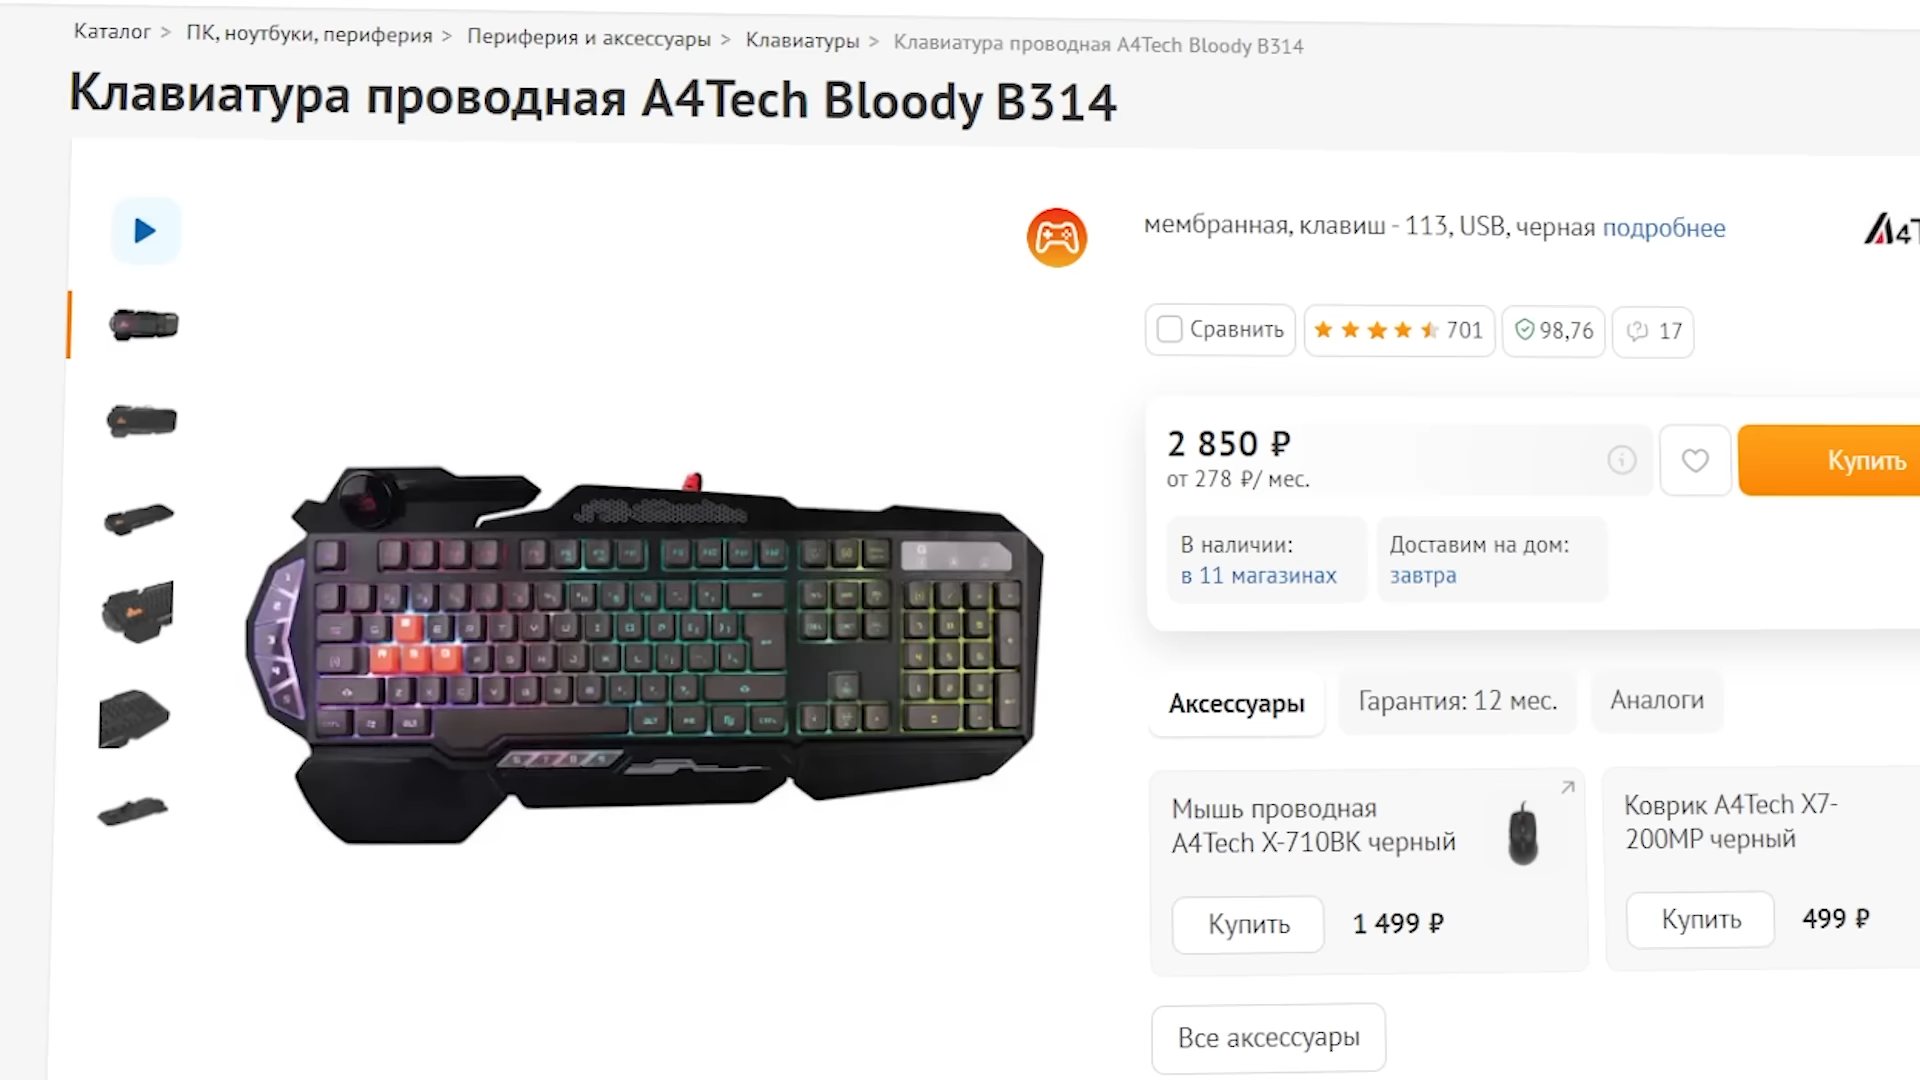 Каталог > ПК, ноутбуки, периферия > Периферия и аксессуары > Клавиатуры > Клавиатура проводная A4Tech Bloody B314
Клавиатура проводная A4Tech Bloody B314
мембранная, клавиш - 113, USB, черная подробнее
Сравнить
701
98,76
17
2 850 ₽
от 278 ₽/ мес.
Купить
В наличии:
в 11 магазинах
Доставим на дом:
завтра
Аксессуары
Гарантия: 12 мес.
Аналоги
Мышь проводная
A4Tech X-710BK черный
Купить
1 499 ₽
Коврик A4Tech X7-
200MP черный
Купить
499 ₽
Все аксессуары